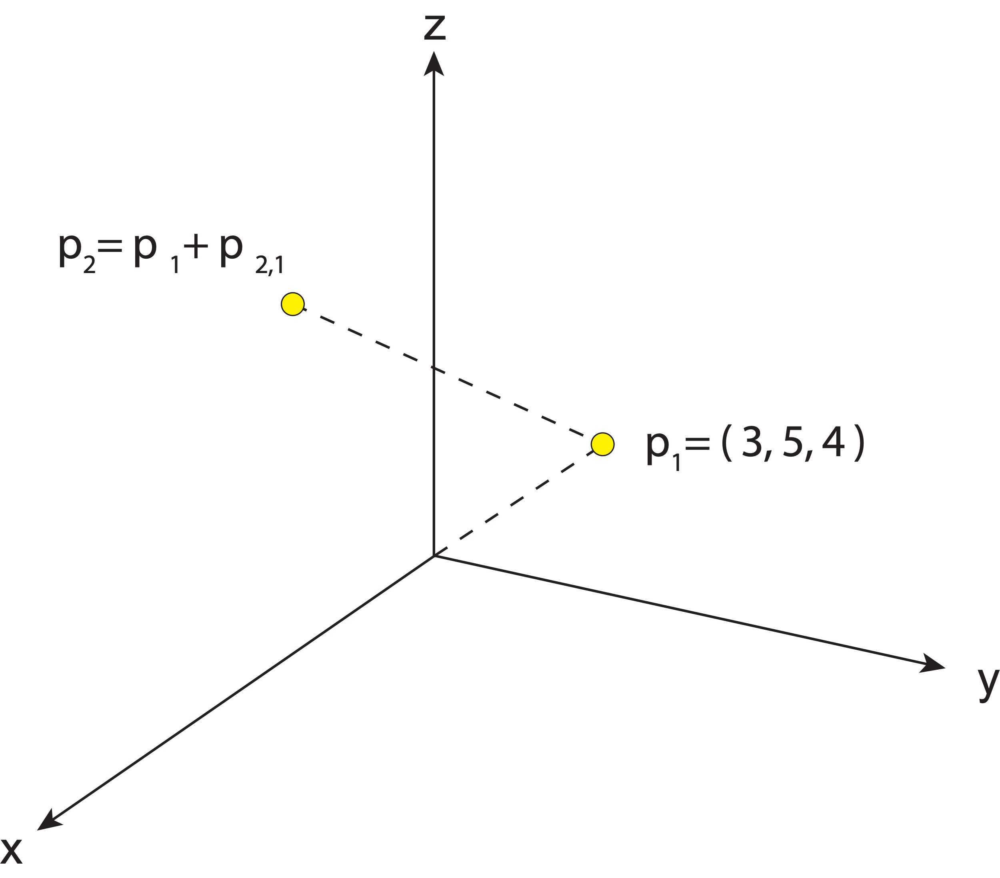 z
p2= p 1+ p 2,1
p1= ( 3, 5, 4 )
y
x